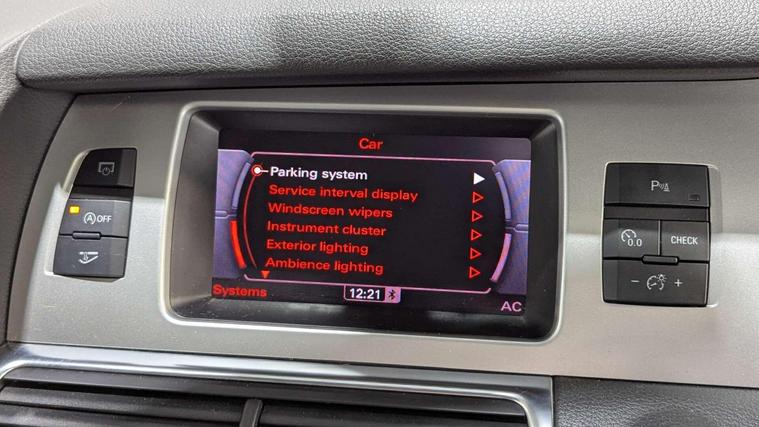 Car
Parking system
Service interval display
Windscreen wipers
Instrument cluster
Exterior lighting
Ambience lighting
Systems
12:21
AC
A OFF
P
0.0
CHECK
- +